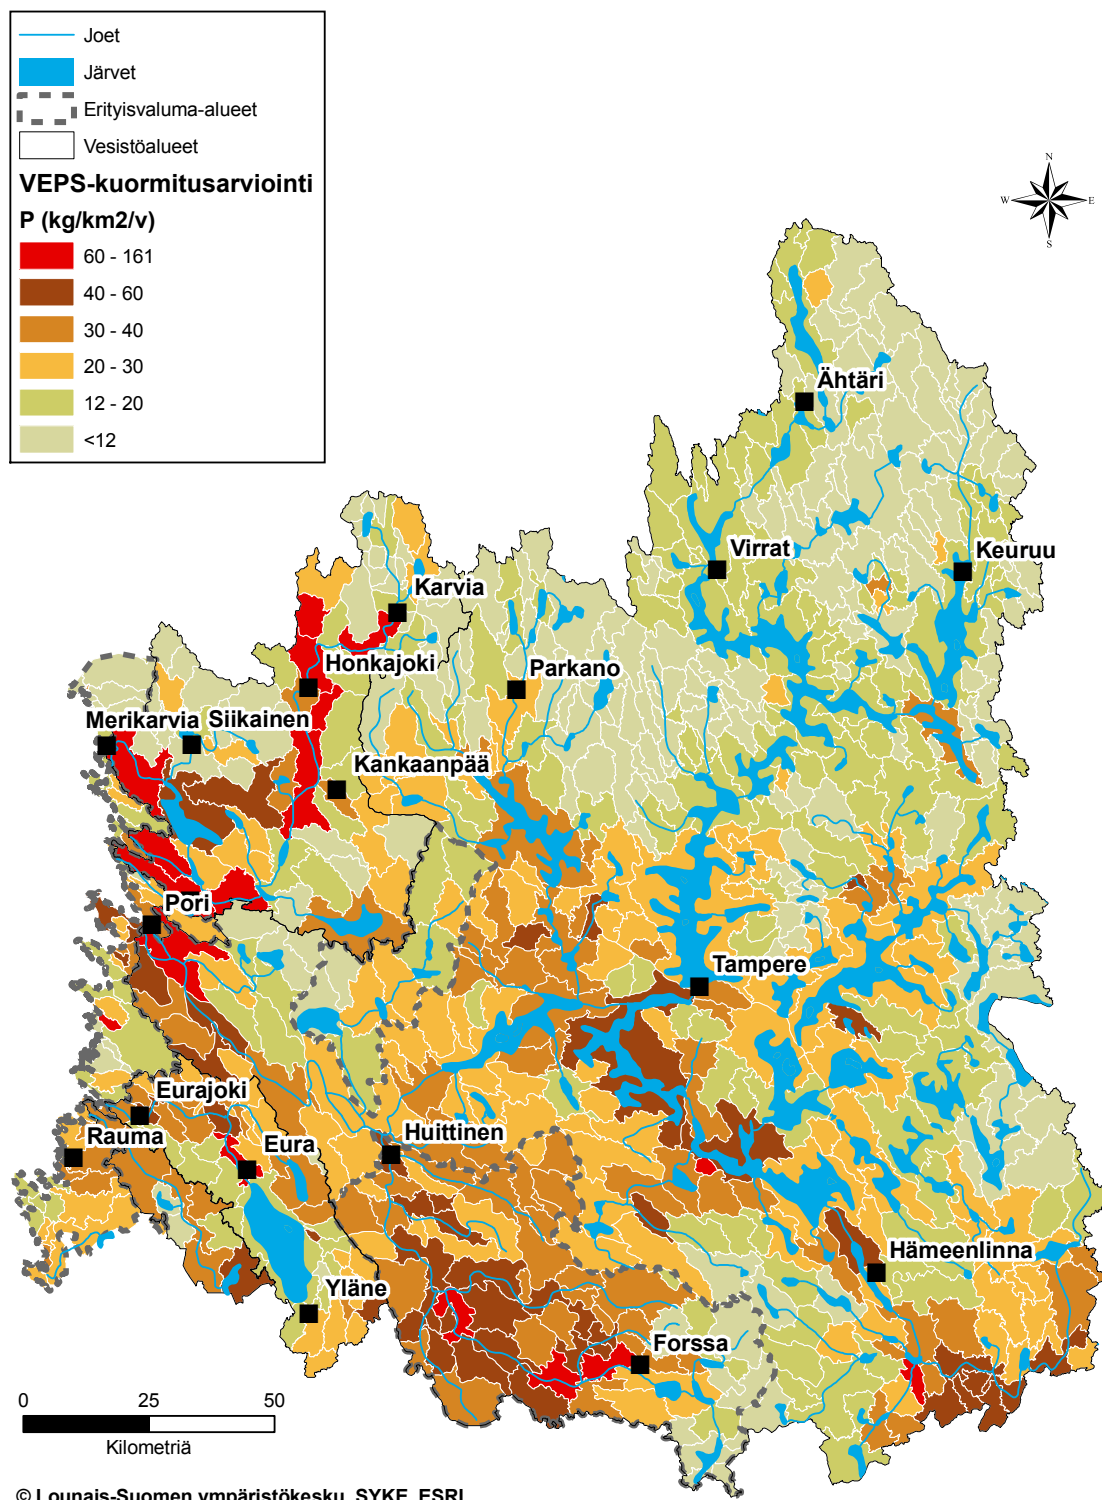 Joet
Järvet
Erityisvaluma-alueet
Vesistöalueet
VEPS-kuormitusarviointi
P (kg/km2/v)
60 - 161
40 - 60
30 - 40
20 - 30
12 - 20
<12
N
W E
S
Ähtäri
Virrat
Keuruu
Karvia
Honkajoki
Parkano
Merikarvia
Siikainen
Kankaanpää
Pori
Tampere
Eurajoki
Rauma
Eura
Huittinen
Hämeenlinna
Yläne
Forssa
0 25 50
Kilometriä
© Lounais-Suomen ympäristökesku, SYKE, ESRI